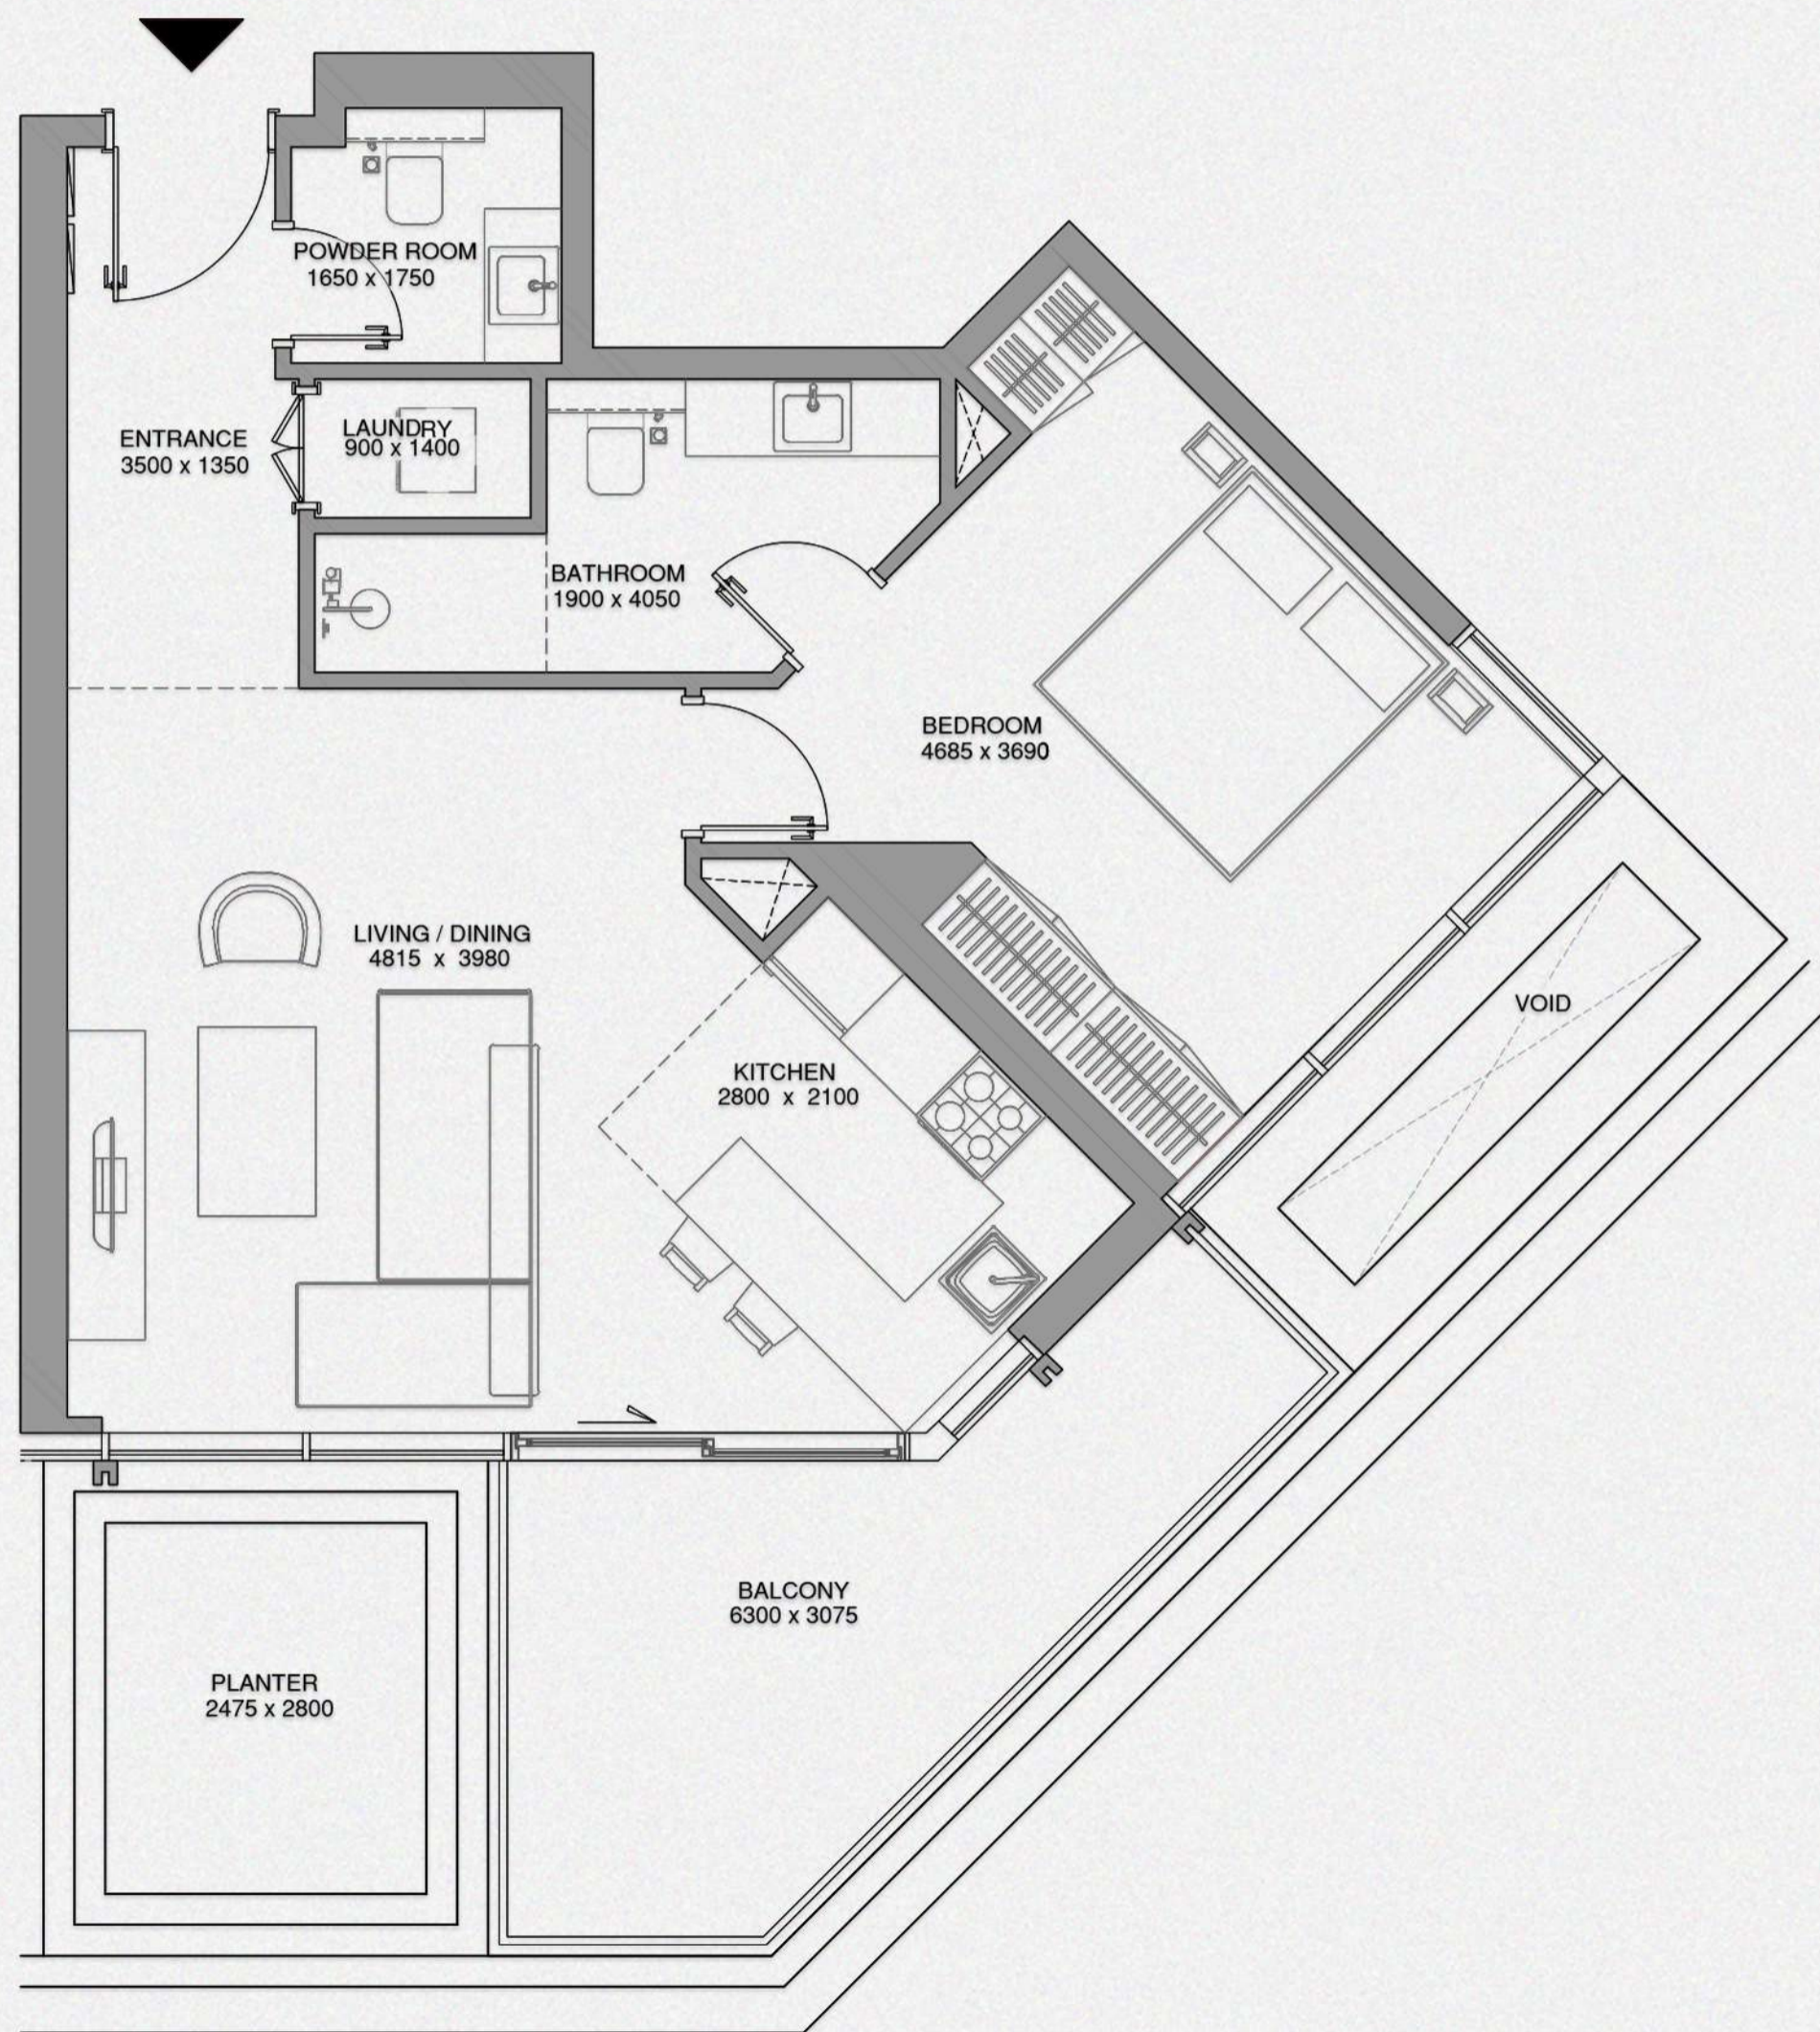 POWDER ROOM
1650 x 1750
ENTRANCE
3500 x 1350
LAUNDRY
900 x 1400
BATHROOM
1900 x 4050
BEDROOM
4685 x 3690
LIVING / DINING
4815 x 3980
VOID
KITCHEN
2800 x 2100
BALCONY
6300 x 3075
PLANTER
2475 x 2800